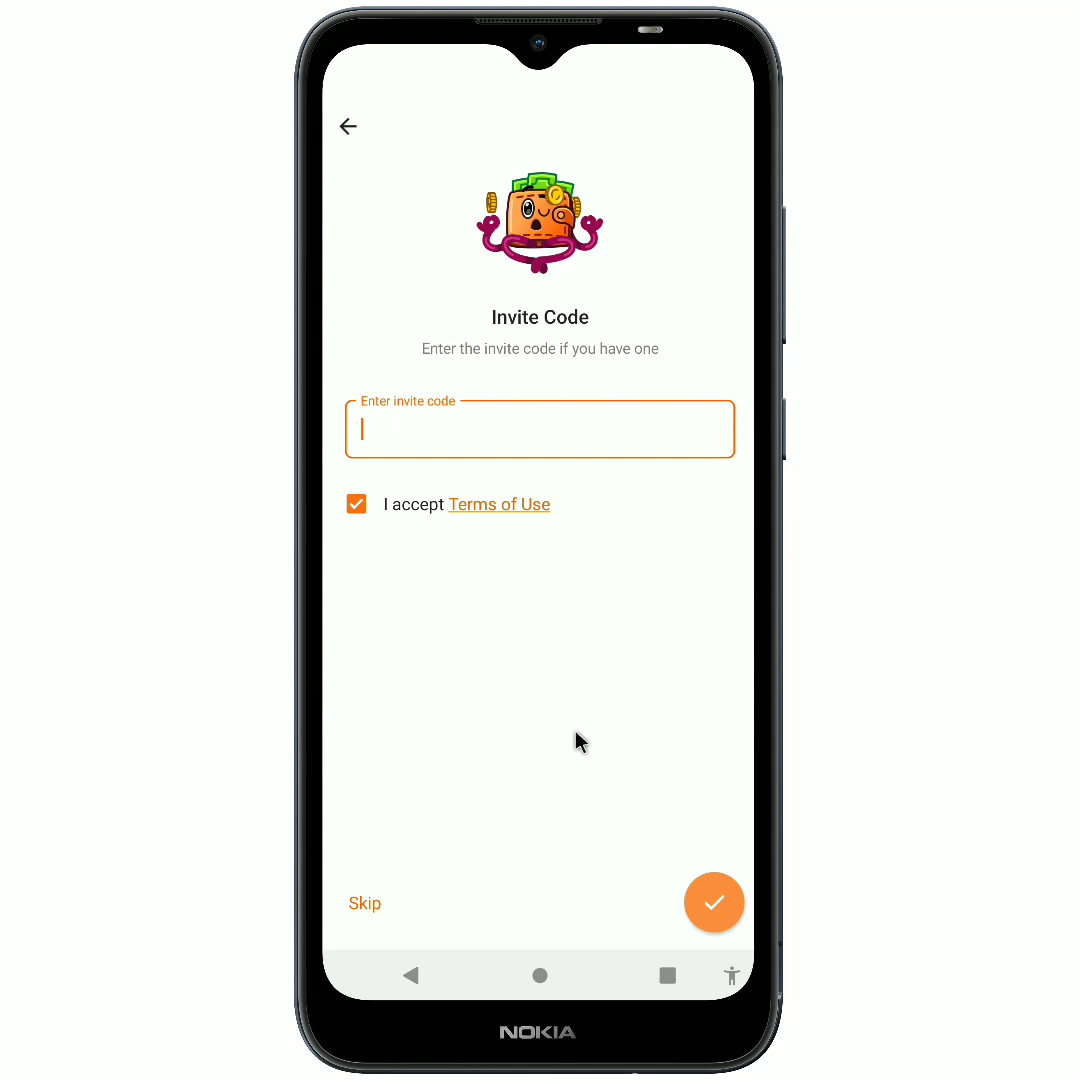 Invite Code
Enter the invite code if you have one
Enter invite code
I accept Terms of Use
Skip
NOKIA